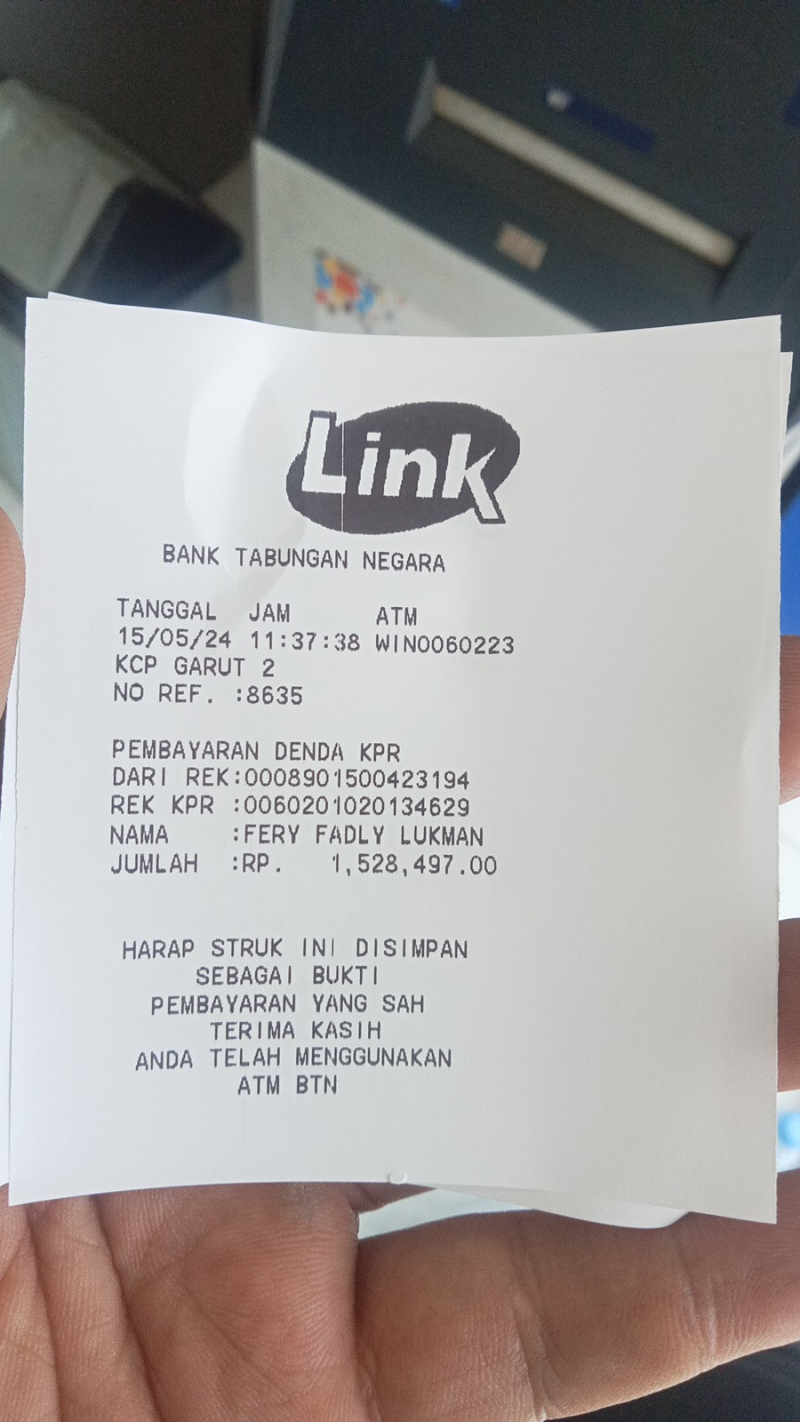 Link
BANK TABUNGAN NEGARA
TANGGAL JAM ATM
15/05/24 11:37:38 WIN0060223
KCP GARUT 2
NO REF. :8635
PEMBAYARAN DENDA KPR
DARI REK:0008901500423194
REK KPR :0060201020134629
NAMA :FERY FADLY LUKMAN
JUMLAH :RP. 1,528,497.00
HARAP STRUK INI DISIMPAN
SEBAGAI BUKTI
PEMBAYARAN YANG SAH
TERIMA KASIH
ANDA TELAH MENGGUNAKAN
ATM BTN